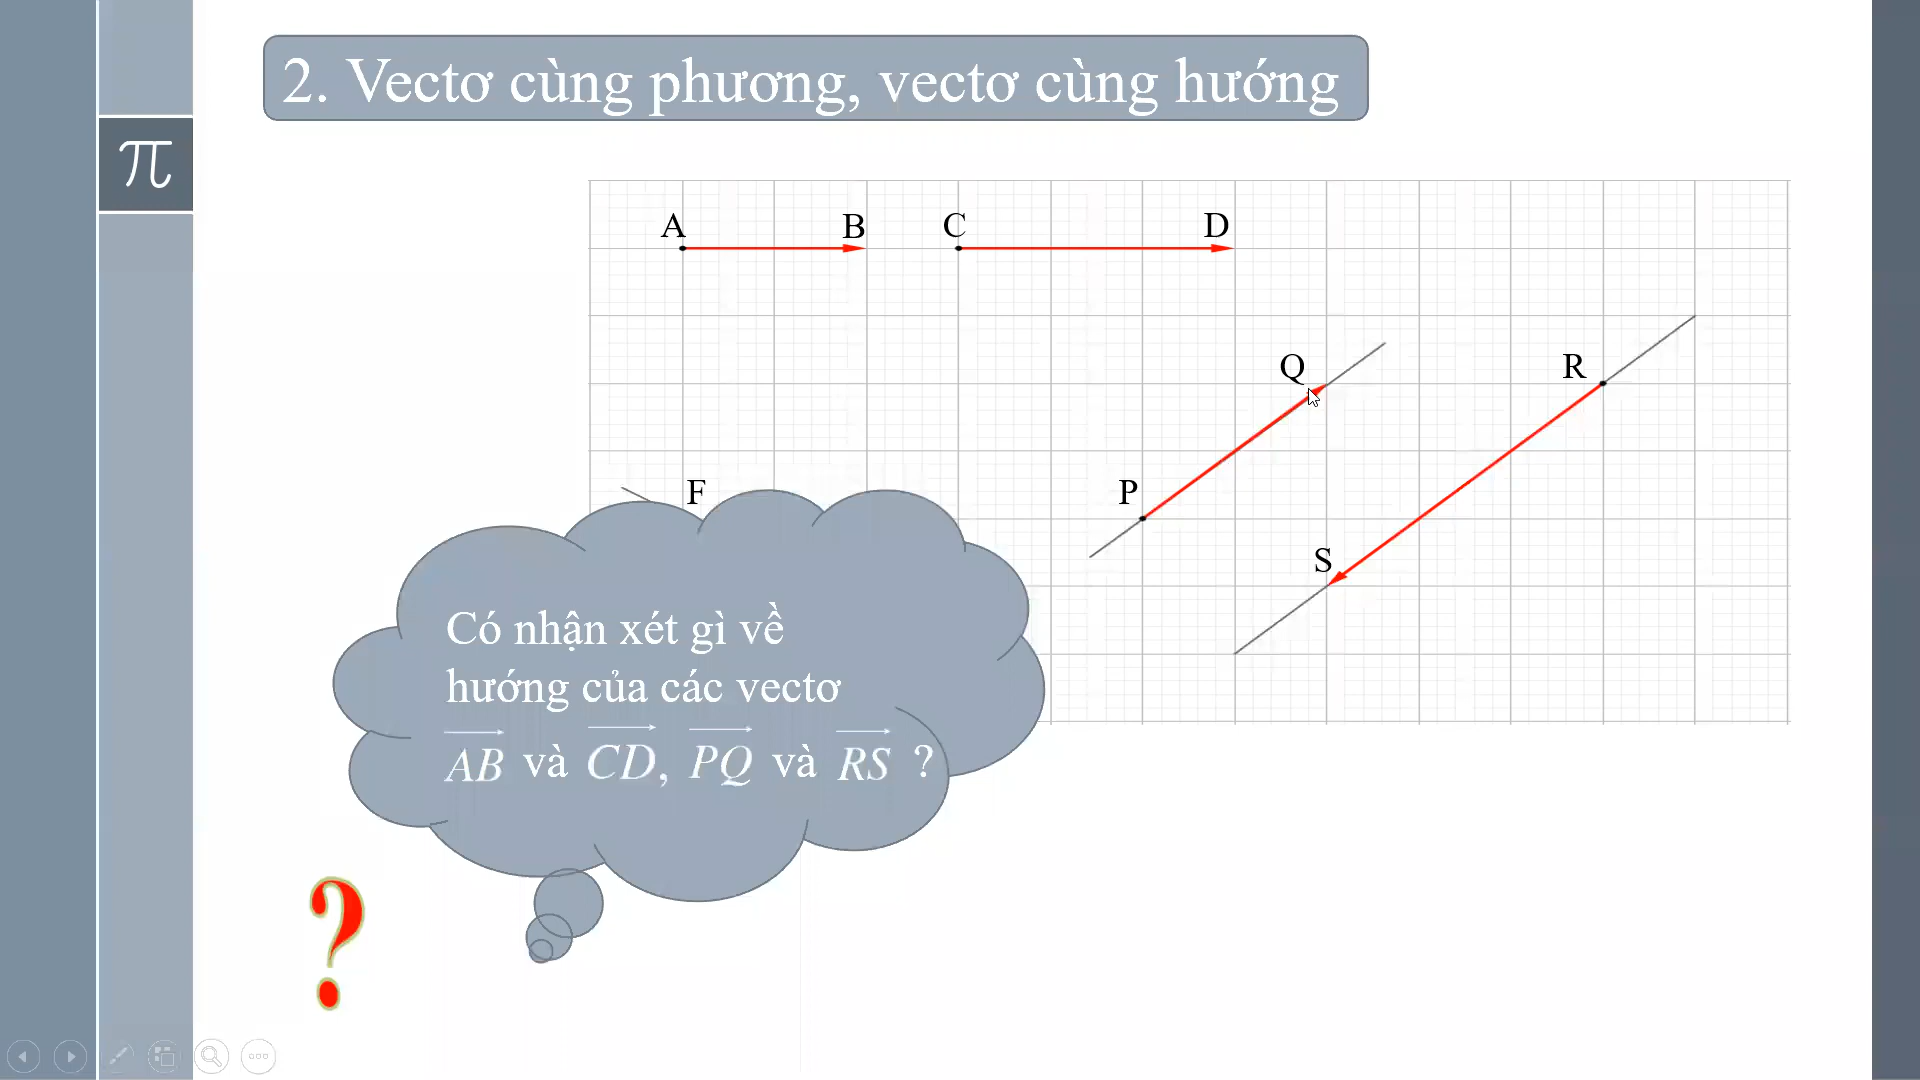 2. Vectơ cùng phương, vectơ cùng hướng
π
A B C D
Q R
F P
S
Có nhận xét gì về
hướng của các vectơ
AB và CD, PQ và RS ?
?